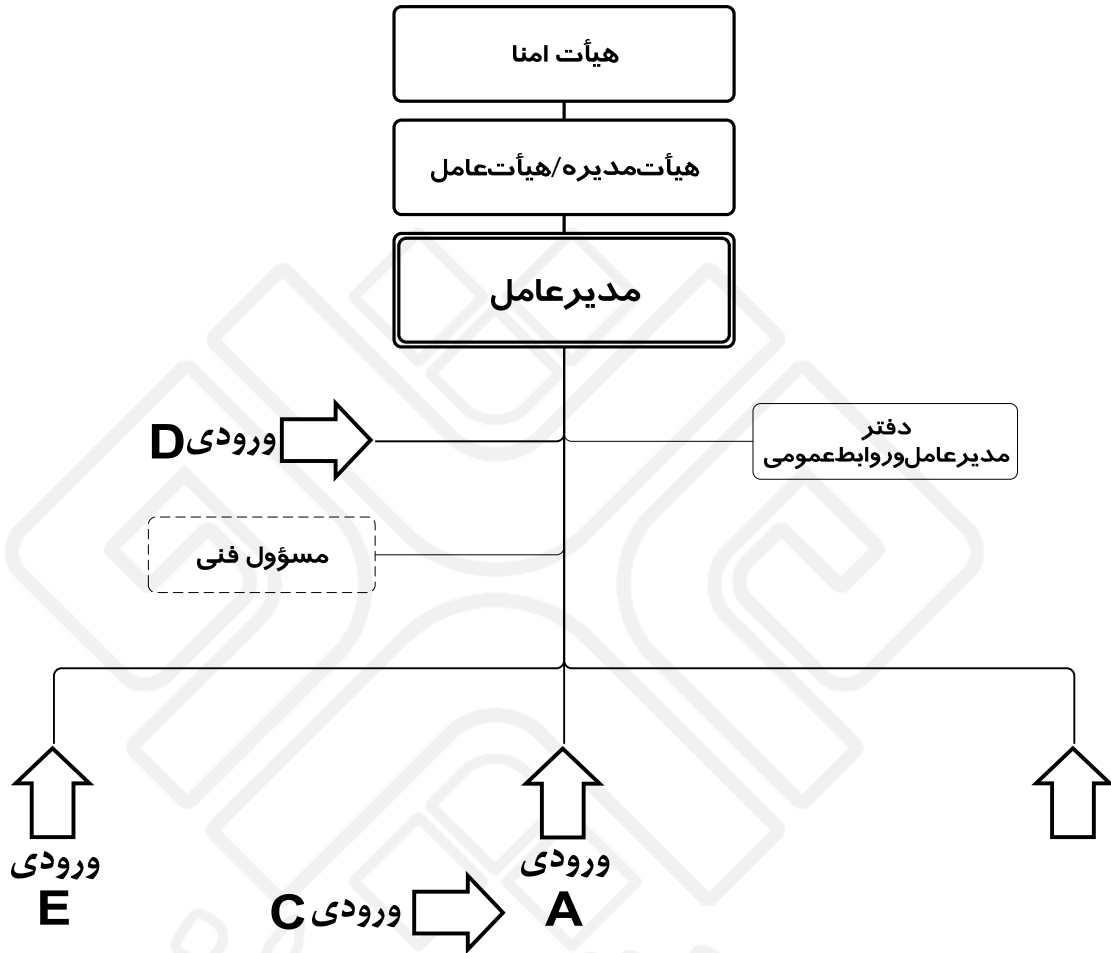 هیأت امنا
هیأت‌مدیره/هیأت‌عامل
مدیرعامل
دفتر
مدیرعامل‌وروابط‌عمومی
ورودی D
مسؤول فنی
ورودی
E
ورودی
A
ورودی C